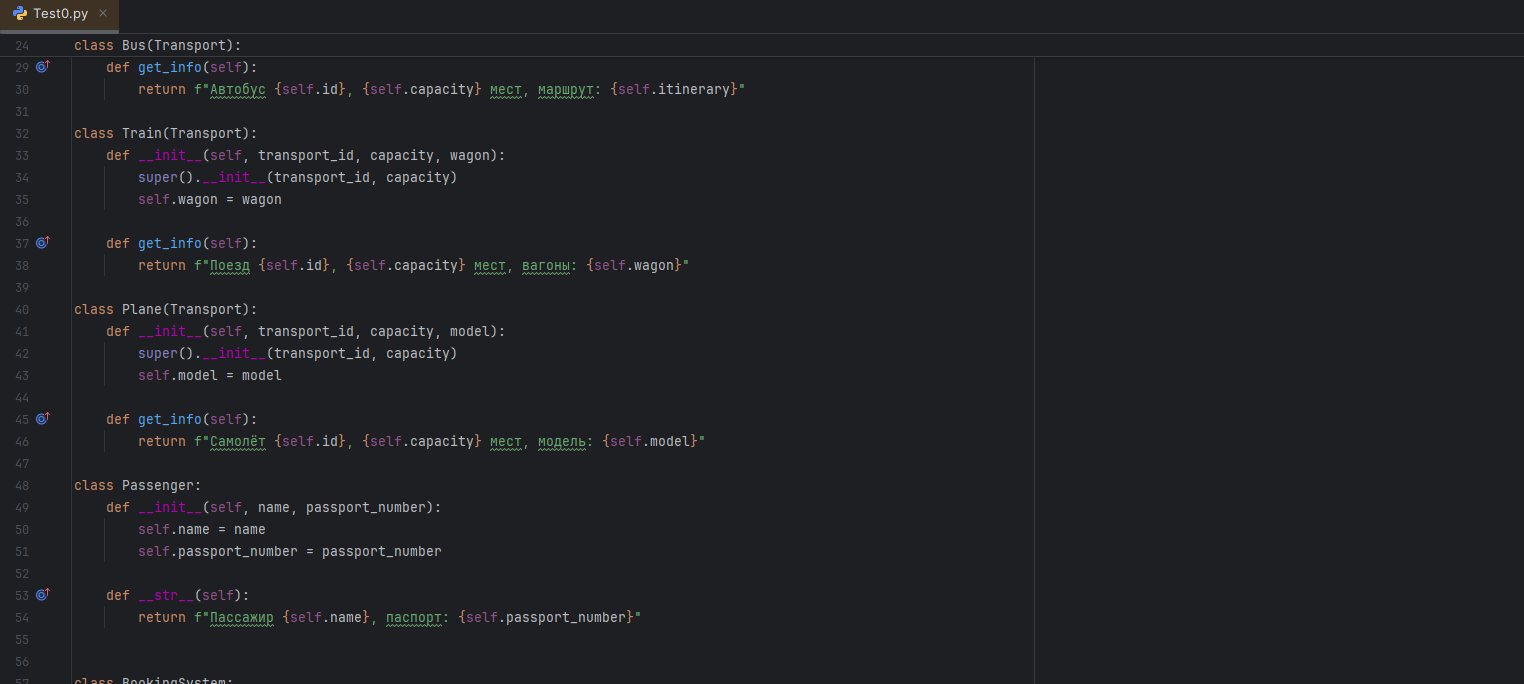 Test0.py
24 class Bus(Transport):
29 def get_info(self):
30 return f"Автобус {self.id}, {self.capacity} мест, маршрут: {self.itinerary}"
31
32 class Train(Transport):
33 def __init__(self, transport_id, capacity, wagon):
34 super().__init__(transport_id, capacity)
35 self.wagon = wagon
36
37 def get_info(self):
38 return f"Поезд {self.id}, {self.capacity} мест, вагоны: {self.wagon}"
39
40 class Plane(Transport):
41 def __init__(self, transport_id, capacity, model):
42 super().__init__(transport_id, capacity)
43 self.model = model
44
45 def get_info(self):
46 return f"Самолёт {self.id}, {self.capacity} мест, модель: {self.model}"
47
48 class Passenger:
49 def __init__(self, name, passport_number):
50 self.name = name
51 self.passport_number = passport_number
52
53 def __str__(self):
54 return f"Пассажир {self.name}, паспорт: {self.passport_number}"
55
56
57 class BookingSystem: